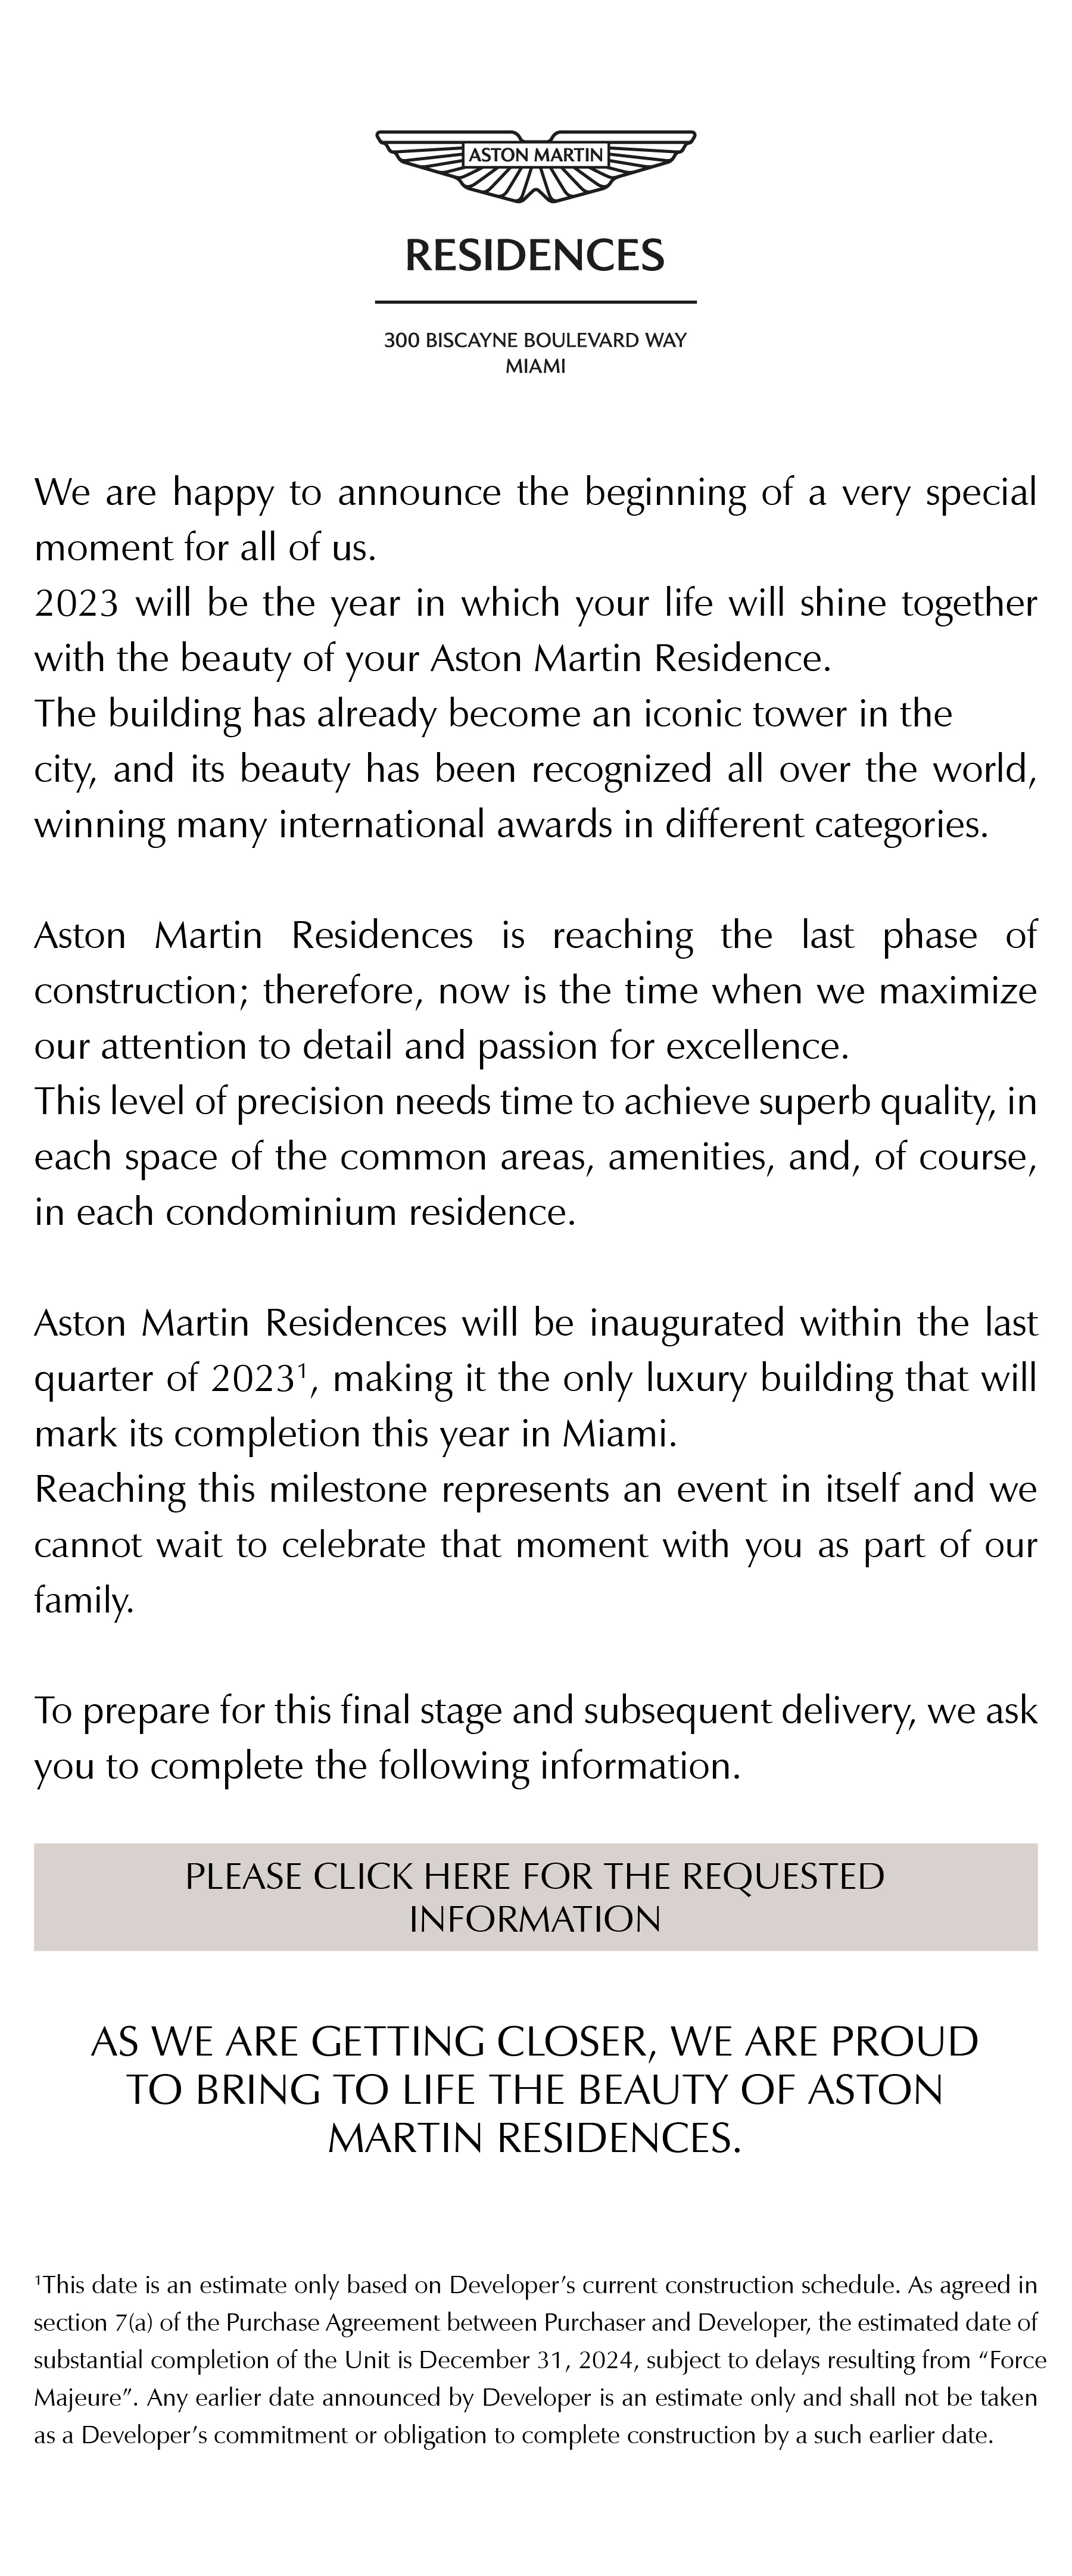 ASTON MARTIN
RESIDENCES
300 BISCAYNE BOULEVARD WAY
MIAMI
We are happy to announce the beginning of a very special
moment for all of us.
2023 will be the year in which your life will shine together
with the beauty of your Aston Martin Residence.
The building has already become an iconic tower in the
city, and its beauty has been recognized all over the world,
winning many international awards in different categories.
Aston Martin Residences is reaching the last phase of
construction; therefore, now is the time when we maximize
our attention to detail and passion for excellence.
This level of precision needs time to achieve superb quality, in
each space of the common areas, amenities, and, of course,
in each condominium residence.
Aston Martin Residences will be inaugurated within the last
quarter of 2023¹, making it the only luxury building that will
mark its completion this year in Miami.
Reaching this milestone represents an event in itself and we
cannot wait to celebrate that moment with you as part of our
family.
To prepare for this final stage and subsequent delivery, we ask
you to complete the following information.
PLEASE CLICK HERE FOR THE REQUESTED
INFORMATION
AS WE ARE GETTING CLOSER, WE ARE PROUD
TO BRING TO LIFE THE BEAUTY OF ASTON
MARTIN RESIDENCES.
¹This date is an estimate only based on Developer’s current construction schedule. As agreed in
section 7(a) of the Purchase Agreement between Purchaser and Developer, the estimated date of
substantial completion of the Unit is December 31, 2024, subject to delays resulting from “Force
Majeure”. Any earlier date announced by Developer is an estimate only and shall not be taken
as a Developer’s commitment or obligation to complete construction by a such earlier date.